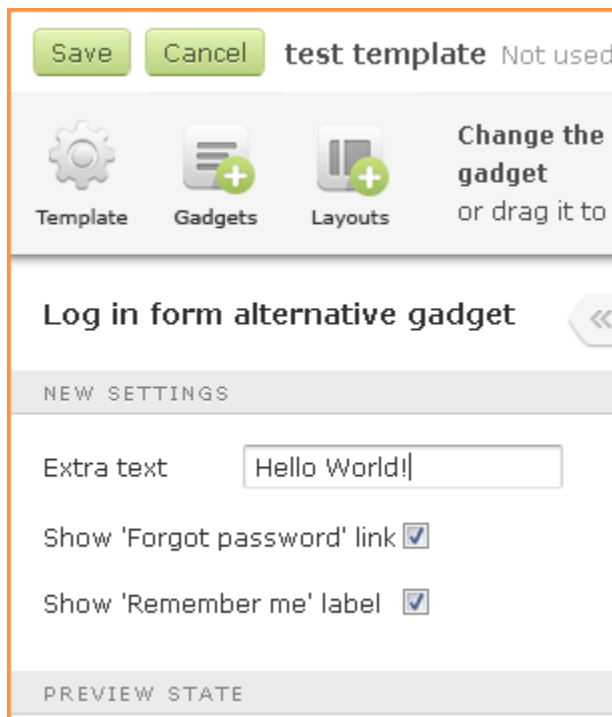 Save Cancel test template Not used
Change the
gadget
or drag it to
Template Gadgets Layouts
Log in form alternative gadget
NEW SETTINGS
Extra text Hello World!
Show 'Forgot password' link
Show 'Remember me' label
PREVIEW STATE